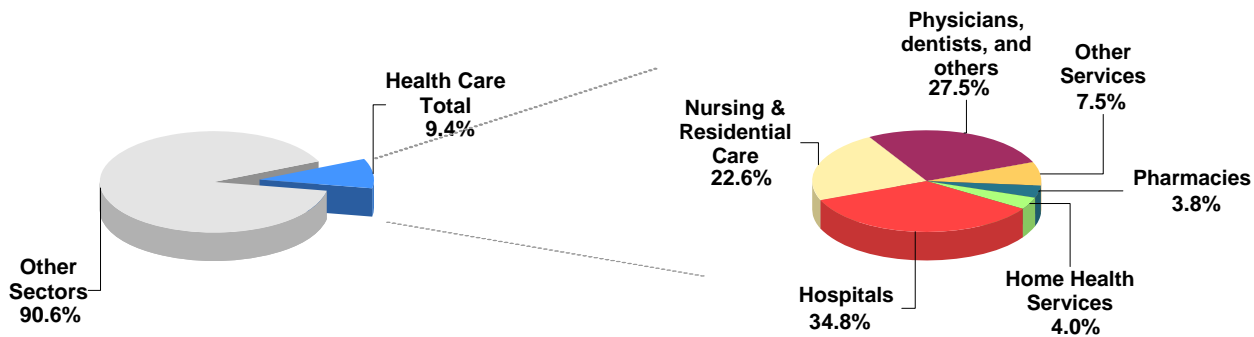 Health Care
Total
9.4%
Other
Sectors
90.6%
Physicians,
dentists, and
others
27.5%
Other
Services
7.5%
Nursing &
Residential
Care
22.6%
Pharmacies
3.8%
Home Health
Services
4.0%
Hospitals
34.8%